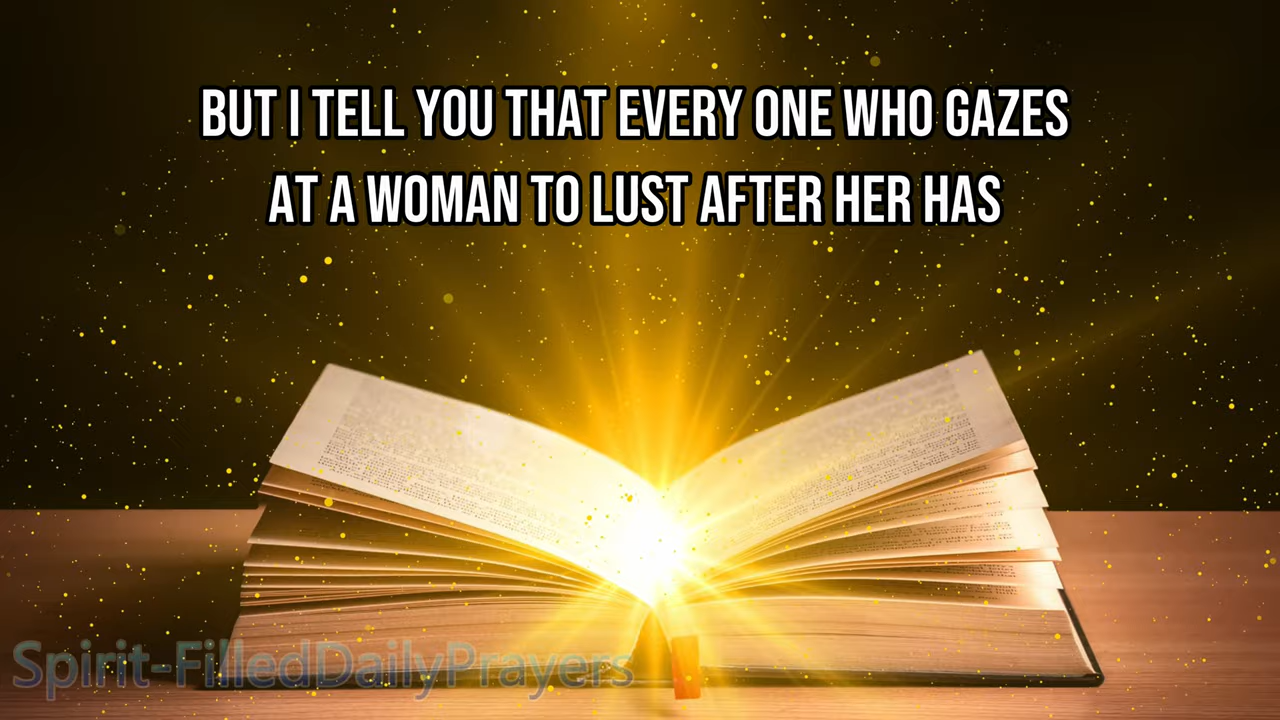 BUT I TELL YOU THAT EVERY ONE WHO GAZES
AT A WOMAN TO LUST AFTER HER HAS
Spirit-FilledDailyPrayers